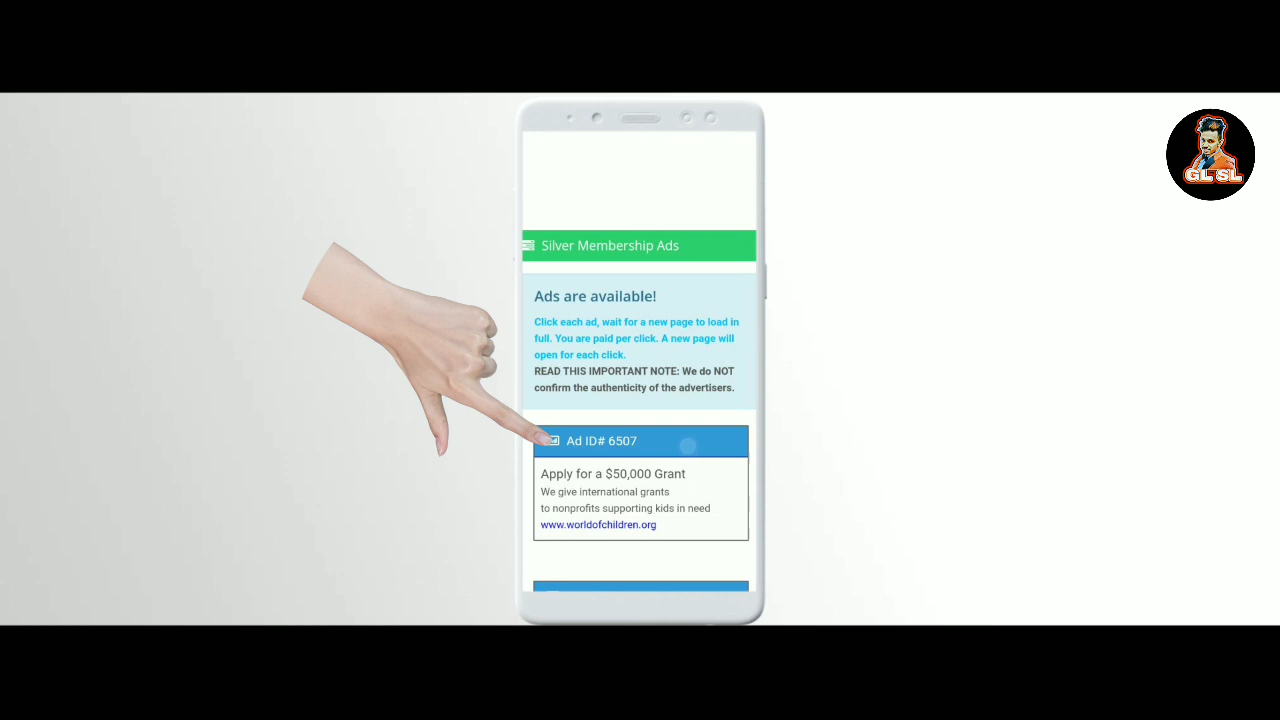 GL SL
Silver Membership Ads
Ads are available!
Click each ad, wait for a new page to load in
full. You are paid per click. A new page will
open for each click.
READ THIS IMPORTANT NOTE: We do NOT
confirm the authenticity of the advertisers.
Ad ID# 6507
Apply for a $50,000 Grant
We give international grants
to nonprofits supporting kids in need
www.worldofchildren.org